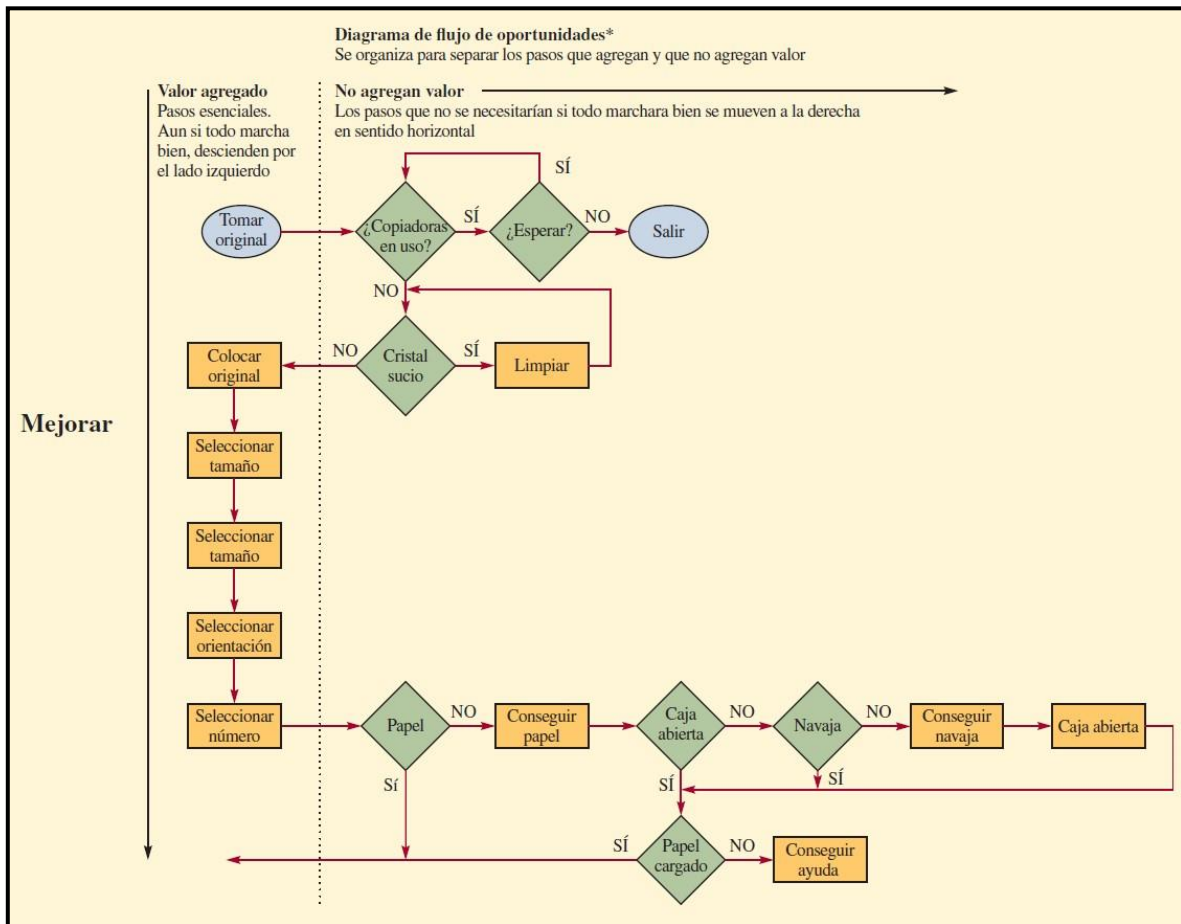 Diagrama de flujo de oportunidades*
Se organiza para separar los pasos que agregan y que no agregan valor
Valor agregado
Pasos esenciales.
Aun si todo marcha
bien, descienden por
el lado izquierdo
No agregan valor
Los pasos que no se necesitarían si todo marchara bien se mueven a la derecha
en sentido horizontal
SÍ
Tomar
original
¿Copiadoras
en uso?
SÍ
¿Esperar?
NO
Salir
NO
Colocar
original
NO
Cristal
sucio
SÍ
Limpiar
Mejorar
Seleccionar
tamaño
Seleccionar
tamaño
Seleccionar
orientación
Seleccionar
número
Papel
NO
Conseguir
papel
Caja
abierta
NO
Navaja
NO
Conseguir
navaja
Caja abierta
Sí
SÍ
SÍ
SÍ
Papel
cargado
NO
Conseguir
ayuda